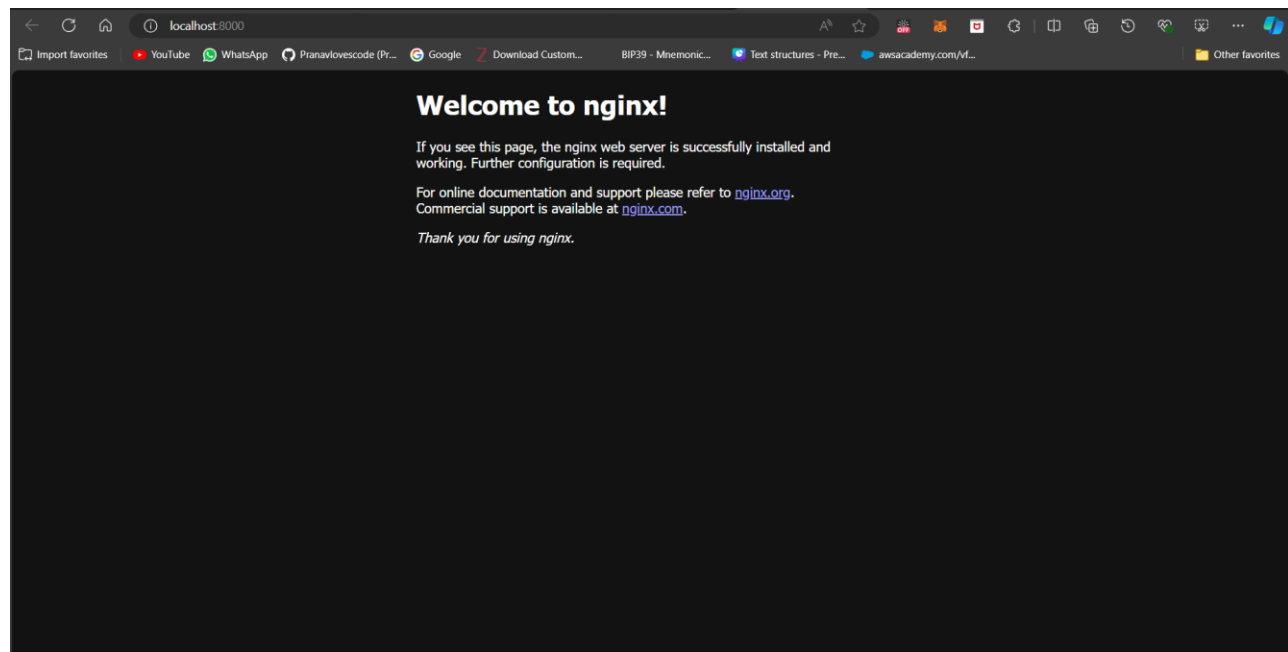 localhost:8000
A
OFF
Import favorites
YouTube
WhatsApp
Pranavlovescode (Pr...
Google
Z
Download Custom...
BIP39 - Mnemonic...
Text structures - Pre...
awsacademy.com/vf...
Other favorites
Welcome to nginx!
If you see this page, the nginx web server is successfully installed and
working. Further configuration is required.
For online documentation and support please refer to nginx.org.
Commercial support is available at nginx.com.
Thank you for using nginx.